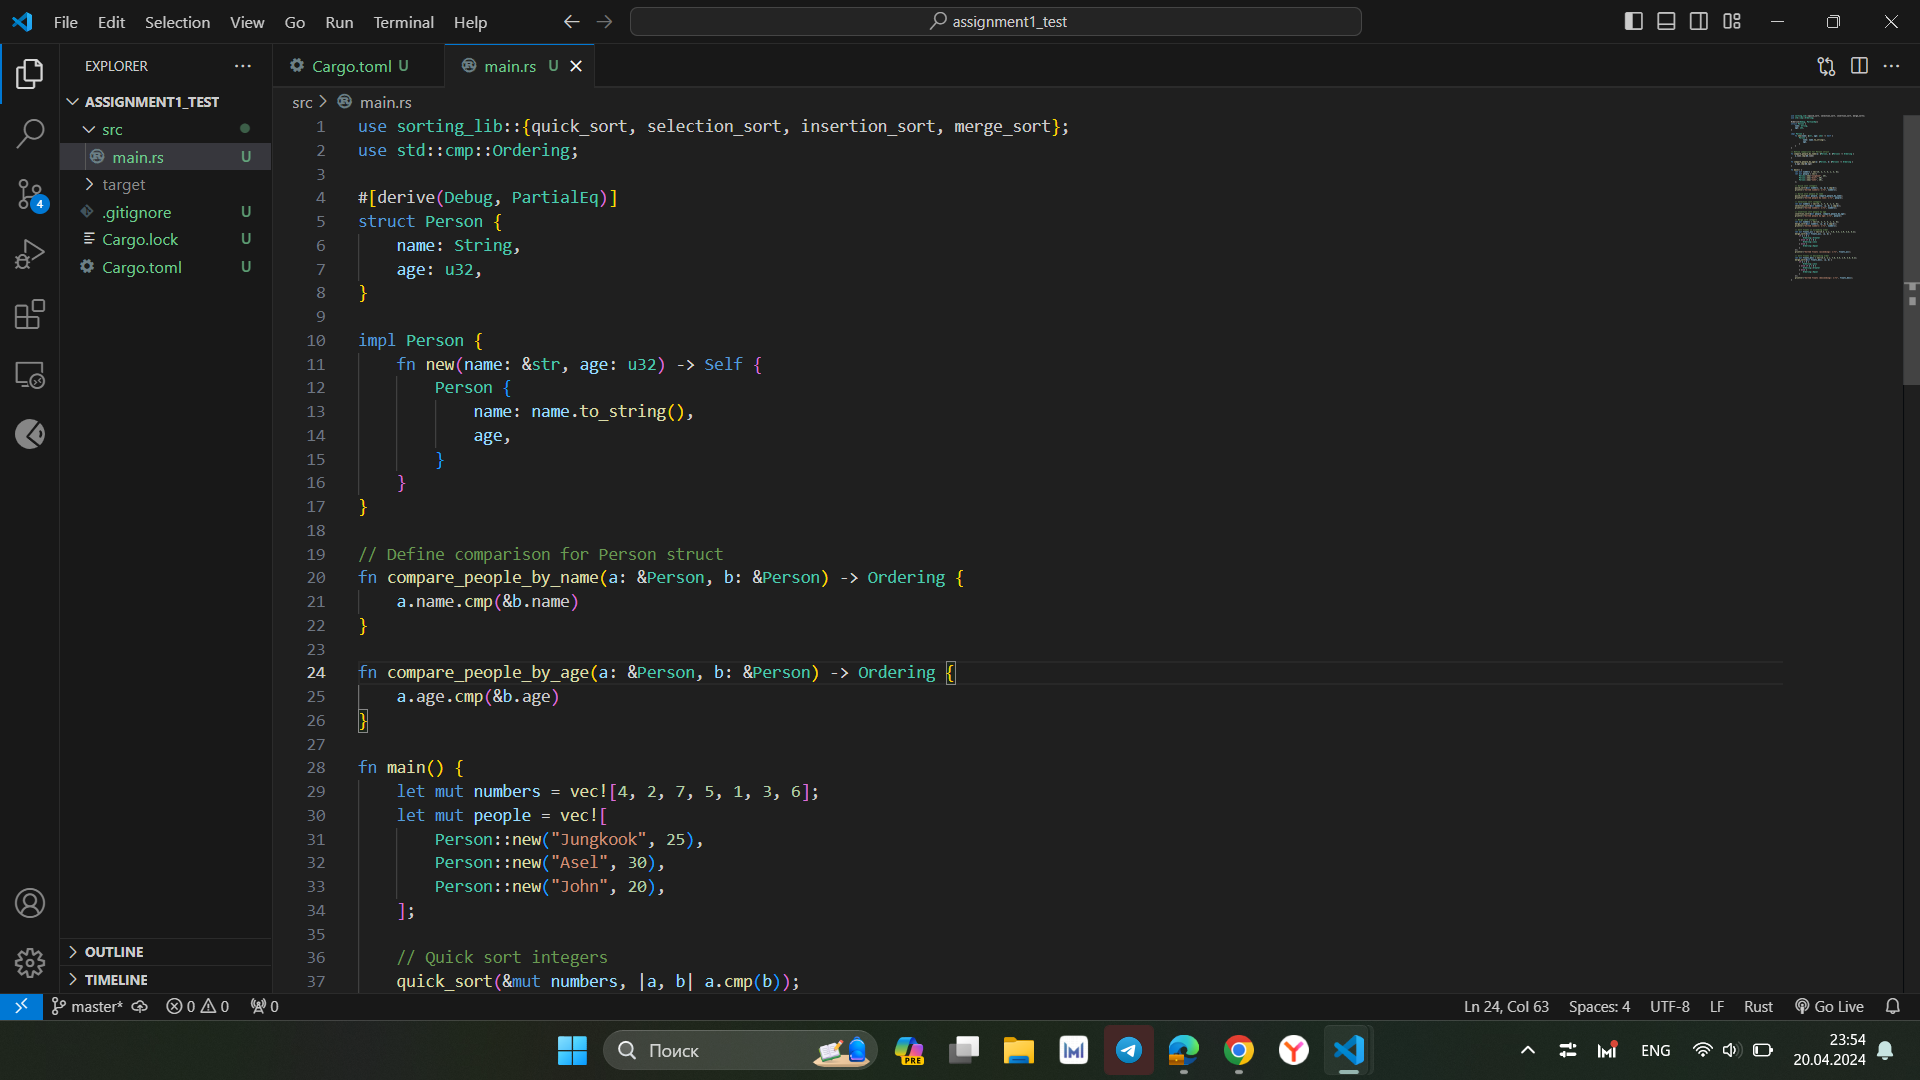 File Edit Selection View Go Run Terminal Help
assignment1_test
EXPLORER
ASSIGNMENT1_TEST
src
main.rs U
target
.gitignore U
Cargo.lock U
Cargo.toml U
OUTLINE
TIMELINE
4
Cargo.toml U
main.rs U
src > main.rs
1 use sorting_lib::{quick_sort, selection_sort, insertion_sort, merge_sort};
2 use std::cmp::Ordering;
3
4 #[derive(Debug, PartialEq)]
5 struct Person {
6 name: String,
7 age: u32,
8 }
9
10 impl Person {
11 fn new(name: &str, age: u32) -> Self {
12 Person {
13 name: name.to_string(),
14 age,
15 }
16 }
17 }
18
19 // Define comparison for Person struct
20 fn compare_people_by_name(a: &Person, b: &Person) -> Ordering {
21 a.name.cmp(&b.name)
22 }
23
24 fn compare_people_by_age(a: &Person, b: &Person) -> Ordering {
25 a.age.cmp(&b.age)
26 }
27
28 fn main() {
29 let mut numbers = vec![4, 2, 7, 5, 1, 3, 6];
30 let mut people = vec![
31 Person::new("Jungkook", 25),
32 Person::new("Asel", 30),
33 Person::new("John", 20),
34 ];
35
36 // Quick sort integers
37 quick_sort(&mut numbers, |a, b| a.cmp(b));
master* 0 0 0
Ln 24, Col 63 Spaces: 4 UTF-8 LF Rust Go Live
Поиск
PRE
ENG
23:54
20.04.2024